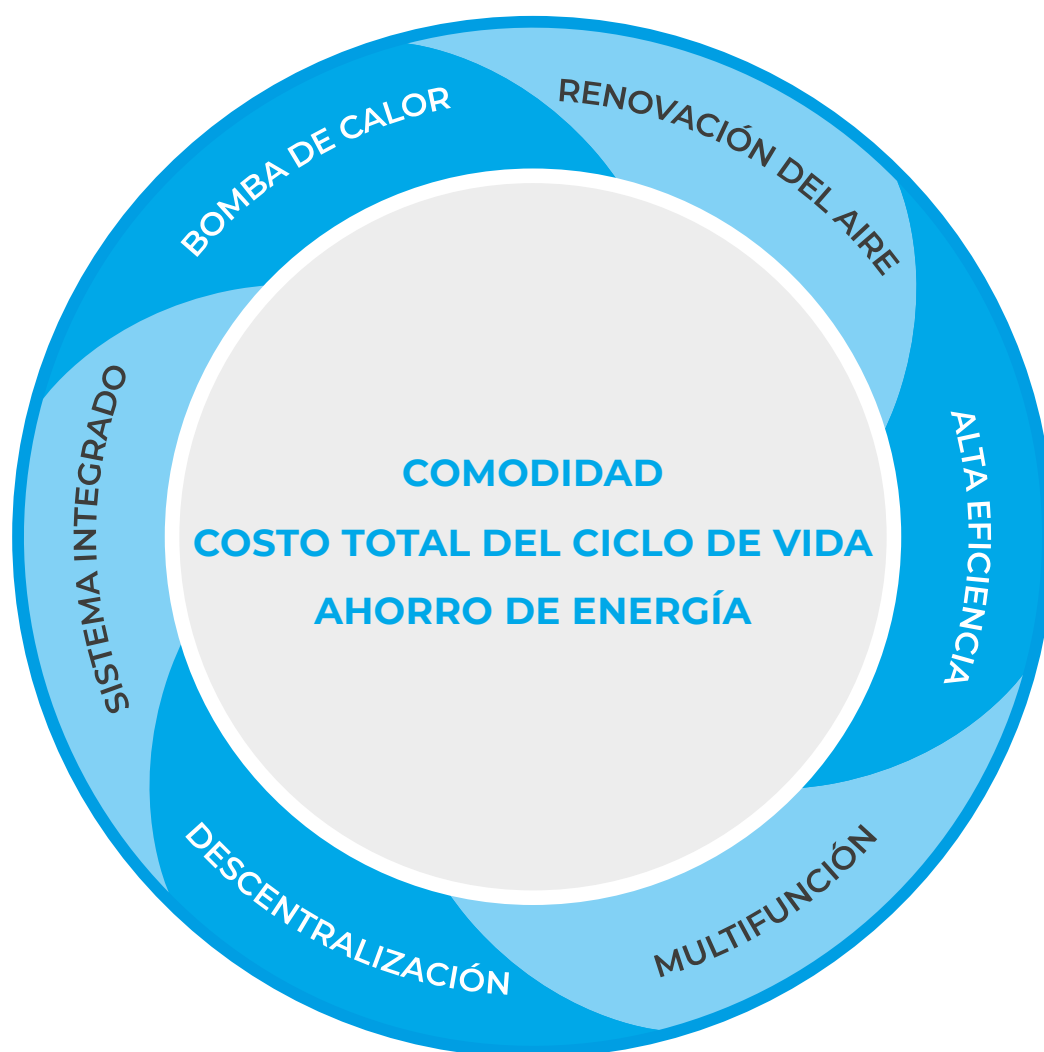 BOMBA DE CALOR
RENOVACIÓN DEL AIRE
ALTA EFICIENCIA
MULTIFUNCIÓN
DESCENTRALIZACIÓN
SISTEMA INTEGRADO
COMODIDAD
COSTO TOTAL DEL CICLO DE VIDA
AHORRO DE ENERGÍA